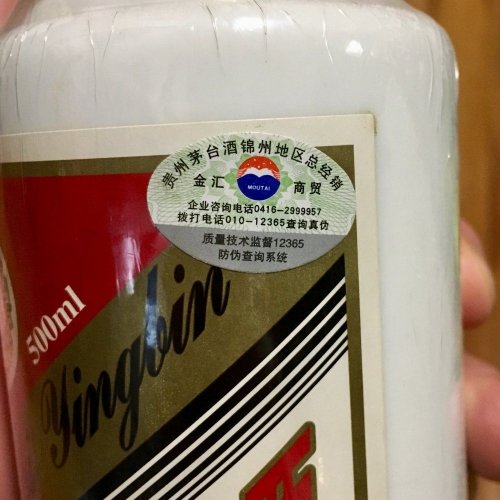 贵州茅台酒锦州地区总经销
金汇 MOUTAI 商贸
企业咨询电话0416-2999957
拨打电话010-12365查询真伪
质量技术监督12365
防伪查询系统
500ml
Yingbin